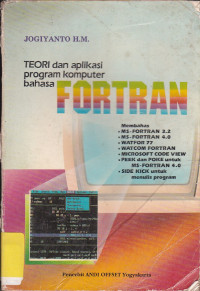 JOGIYANTO H.M.
TEORI dan aplikasi
program komputer
bahasa
FORTRAN
Membahas
• MS-FORTRAN 3.2
• MS-FORTRAN 4.0
• WATFOR 77
• WATCOM FORTRAN
• MICROSOFT CODE VIEW
• PEEK dan POKE untuk
MS-FORTRAN 4.0
• SIDE KICK untuk
menulis program
Penerbit ANDI OFFSET Yogyakarta